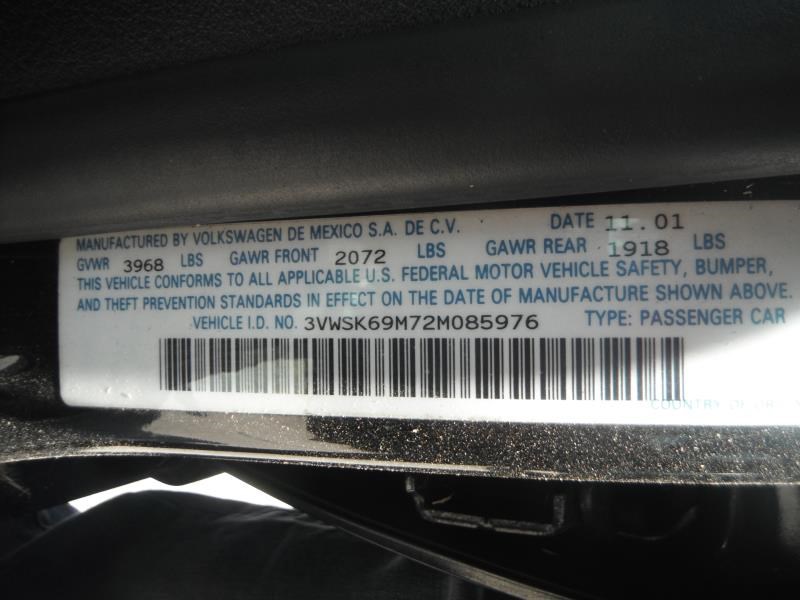 MANUFACTURED BY VOLKSWAGEN DE MEXICO S.A. DE C.V. DATE 11.01
GVWR 3968 LBS GAWR FRONT 2072 LBS GAWR REAR 1918 LBS
THIS VEHICLE CONFORMS TO ALL APPLICABLE U.S. FEDERAL MOTOR VEHICLE SAFETY, BUMPER,
AND THEFT PREVENTION STANDARDS IN EFFECT ON THE DATE OF MANUFACTURE SHOWN ABOVE.
VEHICLE I.D. NO. 3VWSK69M72M085976 TYPE: PASSENGER CAR
COUNTRY OF